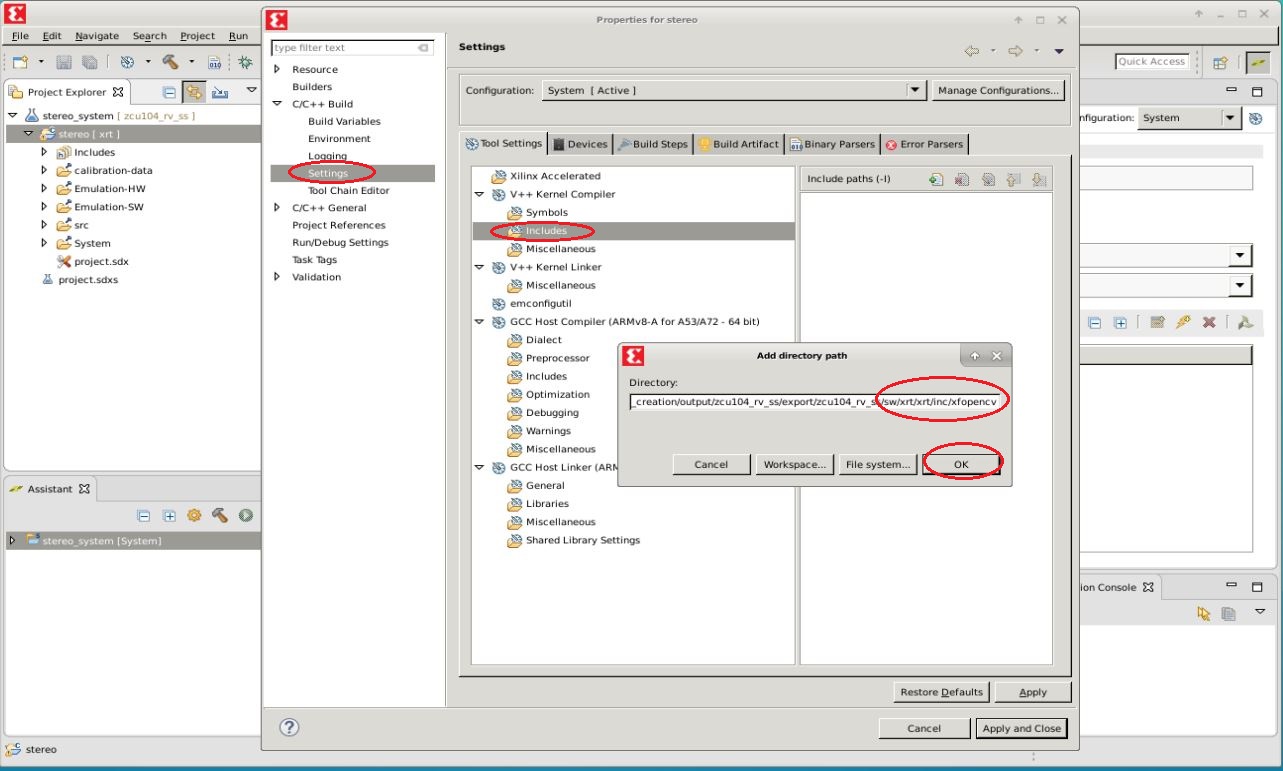 Properties for stereo
File Edit Navigate Search Project Run
Quick Access
Project Explorer
stereo_system [ zcu104_rv_ss ]
stereo [ xrt ]
Includes
calibration-data
Emulation-HW
Emulation-SW
src
System
project.sdx
project.sdxs
Assistant
stereo_system [System]
stereo
type filter text
Resource
Builders
C/C++ Build
Build Variables
Environment
Logging
Settings
Tool Chain Editor
C/C++ General
Project References
Run/Debug Settings
Task Tags
Validation
Settings
Configuration: System [ Active ] Manage Configurations...
Tool Settings Devices Build Steps Build Artifact Binary Parsers Error Parsers
Xilinx Accelerated
V++ Kernel Compiler
Symbols
Includes
Miscellaneous
V++ Kernel Linker
Miscellaneous
emconfigutil
GCC Host Compiler (ARMv8-A for A53/A72 - 64 bit)
Dialect
Preprocessor
Includes
Optimization
Debugging
Warnings
Miscellaneous
GCC Host Linker (ARM
General
Libraries
Miscellaneous
Shared Library Settings
Include paths (-I)
Add directory path
Directory:
_creation/output/zcu104_rv_ss/export/zcu104_rv_ss/sw/xrt/xrt/inc/xfopencv
Cancel Workspace... File system... OK
Restore Defaults Apply
Cancel Apply and Close
nfiguration: System
ion Console